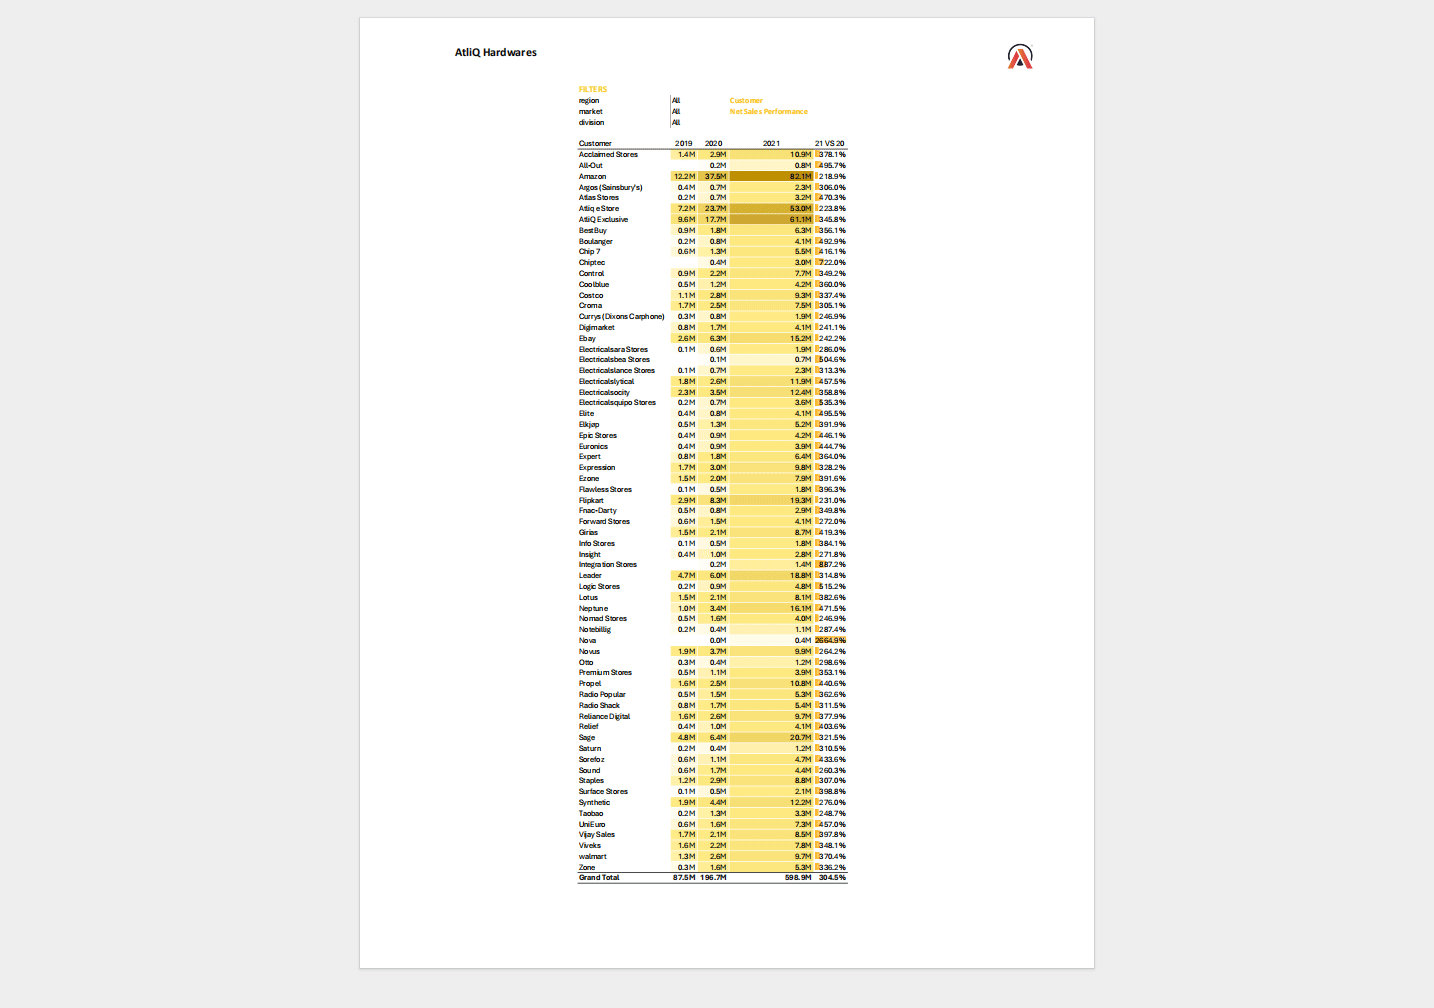 AtliQ Hardwares
FILTERS
region All Customer
market All Net Sales Performance
division All
Customer 2019 2020 2021 21 VS 20
Acclaimed Stores 1.4M 2.9M 10.9M 378.1%
All-Out 0.2M 0.8M 495.7%
Amazon 12.2M 37.5M 82.1M 218.9%
Argos (Sainsbury's) 0.4M 0.7M 2.3M 306.0%
Atlas Stores 0.2M 0.7M 3.2M 470.3%
Atliq e Store 7.2M 23.7M 53.0M 223.8%
AtliQ Exclusive 9.6M 17.7M 61.1M 345.8%
BestBuy 0.9M 1.8M 6.3M 356.1%
Boulanger 0.2M 0.8M 4.1M 492.9%
Chip 7 0.6M 1.3M 5.5M 416.1%
Chiptec 0.4M 3.0M 722.0%
Control 0.9M 2.2M 7.7M 349.2%
Coolblue 0.5M 1.2M 4.2M 360.0%
Costco 1.1M 2.8M 9.3M 337.4%
Croma 1.7M 2.5M 7.5M 305.1%
Currys (Dixons Carphone) 0.3M 0.8M 1.9M 246.9%
Digimarket 0.8M 1.7M 4.1M 241.1%
Ebay 2.6M 6.3M 15.2M 242.2%
Electricalsara Stores 0.1M 0.6M 1.9M 286.0%
Electricalsbea Stores 0.1M 0.7M 504.6%
Electricalslance Stores 0.1M 0.7M 2.3M 313.3%
Electricalslytical 1.8M 2.6M 11.9M 457.5%
Electricalsocity 2.3M 3.5M 12.4M 358.8%
Electricalsquipo Stores 0.2M 0.7M 3.6M 535.3%
Elite 0.4M 0.8M 4.1M 495.5%
Elkjøp 0.5M 1.3M 5.2M 391.9%
Epic Stores 0.4M 0.9M 4.2M 446.1%
Euronics 0.4M 0.9M 3.9M 444.7%
Expert 0.8M 1.8M 6.4M 364.0%
Expression 1.7M 3.0M 9.8M 328.2%
Ezone 1.5M 2.0M 7.9M 391.6%
Flawless Stores 0.1M 0.5M 1.8M 396.3%
Flipkart 2.9M 8.3M 19.3M 231.0%
Fnac-Darty 0.5M 0.8M 2.9M 349.8%
Forward Stores 0.6M 1.5M 4.1M 272.0%
Girias 1.5M 2.1M 8.7M 419.3%
Info Stores 0.1M 0.5M 1.8M 384.1%
Insight 0.4M 1.0M 2.8M 271.8%
Integration Stores 0.2M 1.4M 887.2%
Leader 4.7M 6.0M 18.8M 314.8%
Logic Stores 0.2M 0.9M 4.8M 515.2%
Lotus 1.5M 2.1M 8.1M 382.6%
Neptune 1.0M 3.4M 16.1M 471.5%
Nomad Stores 0.5M 1.6M 4.0M 246.9%
Notebillig 0.2M 0.4M 1.1M 287.4%
Nova 0.0M 0.4M 2664.9%
Novus 1.9M 3.7M 9.9M 264.2%
Otto 0.3M 0.4M 1.2M 298.6%
Premium Stores 0.5M 1.1M 3.9M 353.1%
Propel 1.6M 2.5M 10.8M 440.6%
Radio Popular 0.5M 1.5M 5.3M 362.6%
Radio Shack 0.8M 1.7M 5.4M 311.5%
Reliance Digital 1.6M 2.6M 9.7M 377.9%
Relief 0.4M 1.0M 4.1M 403.6%
Sage 4.8M 6.4M 20.7M 321.5%
Saturn 0.2M 0.4M 1.2M 310.5%
Sorefoz 0.6M 1.1M 4.7M 433.6%
Sound 0.6M 1.7M 4.4M 260.3%
Staples 1.2M 2.9M 8.8M 307.0%
Surface Stores 0.1M 0.5M 2.1M 398.8%
Synthetic 1.9M 4.4M 12.2M 276.0%
Taobao 0.2M 1.3M 3.3M 248.7%
UniEuro 0.6M 1.6M 7.3M 457.0%
Vijay Sales 1.7M 2.1M 8.5M 397.8%
Viveks 1.6M 2.2M 7.8M 348.1%
walmart 1.3M 2.6M 9.7M 370.4%
Zone 0.3M 1.6M 5.3M 336.2%
Grand Total 87.5M 196.7M 598.9M 304.5%